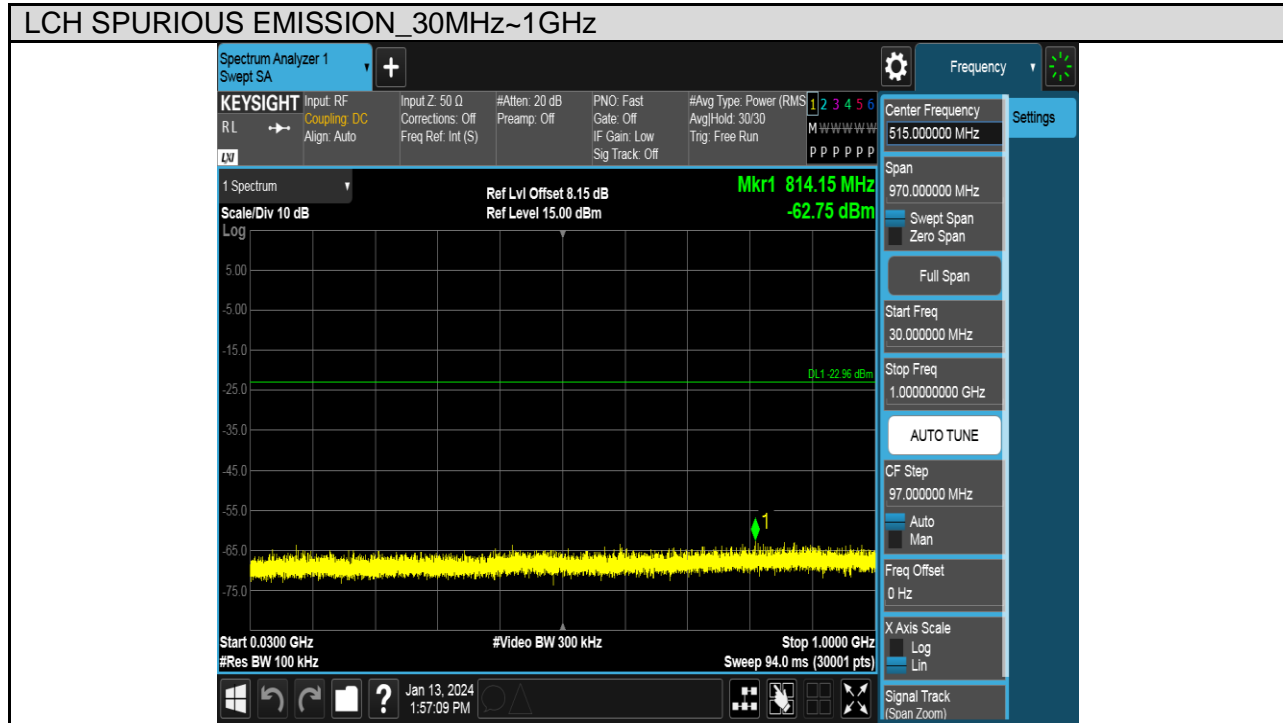 LCH SPURIOUS EMISSION_30MHz~1GHz
Spectrum Analyzer 1
Swept SA
+
Frequency
KEYSIGHT
RL
LXI
Input: RF
Coupling: DC
Align: Auto
Input Z: 50 Ω
Corrections: Off
Freq Ref: Int (S)
#Atten: 20 dB
Preamp: Off
PNO: Fast
Gate: Off
IF Gain: Low
Sig Track: Off
#Avg Type: Power (RMS
Avg|Hold: 30/30
Trig: Free Run
1 2 3 4 5 6
M W W W W W
P P P P P P
1 Spectrum
Scale/Div 10 dB
Ref Lvl Offset 8.15 dB
Ref Level 15.00 dBm
Mkr1 814.15 MHz
-62.75 dBm
Log
5.00
-5.00
-15.0
-25.0
-35.0
-45.0
-55.0
-65.0
-75.0
DL1 -22.96 dBm
1
Start 0.0300 GHz
#Res BW 100 kHz
#Video BW 300 kHz
Stop 1.0000 GHz
Sweep 94.0 ms (30001 pts)
?
Jan 13, 2024
1:57:09 PM
Center Frequency
515.000000 MHz
Span
970.000000 MHz
Swept Span
Zero Span
Full Span
Start Freq
30.000000 MHz
Stop Freq
1.000000000 GHz
AUTO TUNE
CF Step
97.000000 MHz
Auto
Man
Freq Offset
0 Hz
X Axis Scale
Log
Lin
Signal Track
(Span Zoom)
Settings